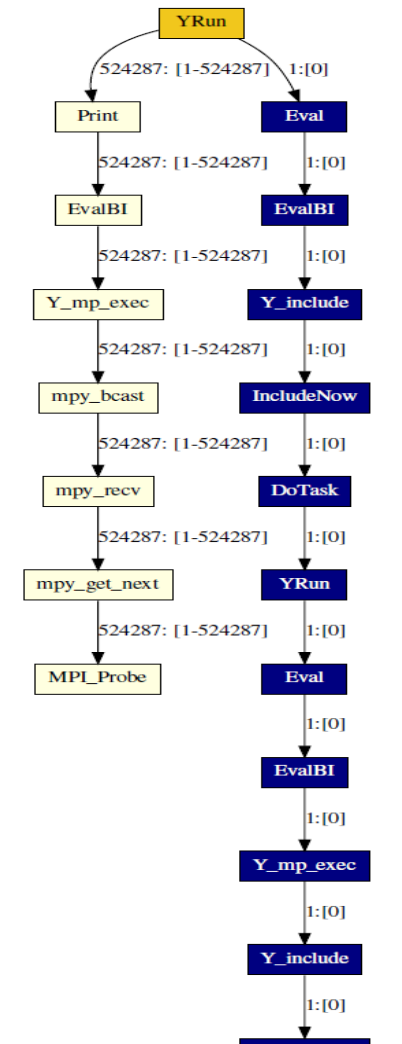 YRun
524287: [1-524287] 1:[0]
Print Eval
524287: [1-524287] 1:[0]
EvalBI EvalBI
524287: [1-524287] 1:[0]
Y_mp_exec Y_include
524287: [1-524287] 1:[0]
mpy_bcast IncludeNow
524287: [1-524287] 1:[0]
mpy_recv DoTask
524287: [1-524287] 1:[0]
mpy_get_next YRun
524287: [1-524287] 1:[0]
MPI_Probe Eval
1:[0]
EvalBI
1:[0]
Y_mp_exec
1:[0]
Y_include
1:[0]